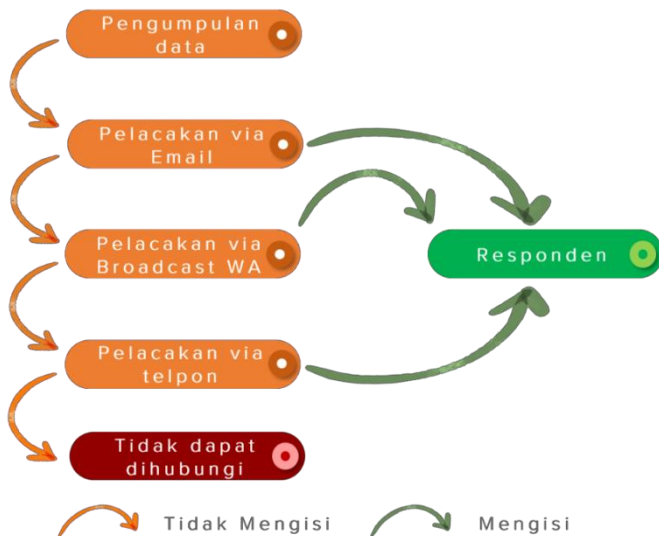 Pengumpulan
data
Pelacakan via
Email
Pelacakan via
Broadcast WA
Responden
Pelacakan via
telpon
Tidak dapat
dihubungi
Tidak Mengisi
Mengisi